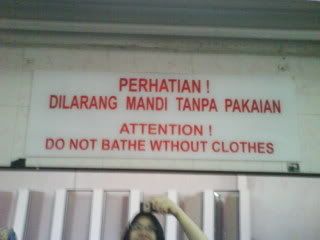 PERHATIAN !
DILARANG MANDI TANPA PAKAIAN
ATTENTION !
DO NOT BATHE WTHOUT CLOTHES